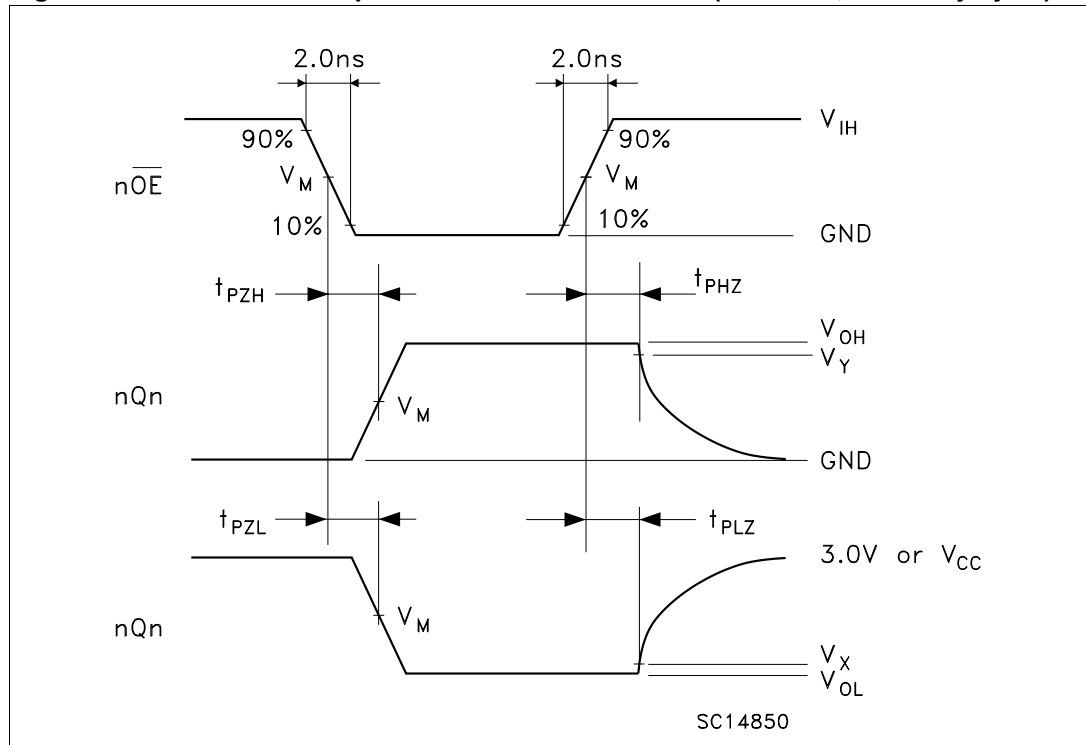 2.0ns 2.0ns
V_IH
90% 90%
nO̅E̅ V_M V_M
10% 10%
GND
t_PZH t_PHZ
V_OH
V_Y
nQn V_M
GND
t_PZL t_PLZ
3.0V or V_CC
nQn V_M
V_X
V_OL
SC14850